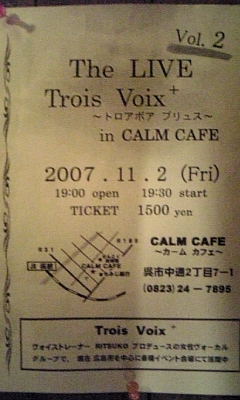 Vol. 2
The LIVE
Trois Voix+
～トロアボア プリュス～
in CALM CAFE
2007.11.2 (Fri)
19:00 open 19:30 start
TICKET 1500 yen
R31
R185
CALM CAFE
CALM CAFE
～カーム カフェ～
呉市中通2丁目7-1
(0823)24-7895
Trois Voix+
ヴォイストレーナー RITSUKO プロデュースの女性ヴォーカル
グループで、現在 広島市を中心に各種イベント会場にて活動中